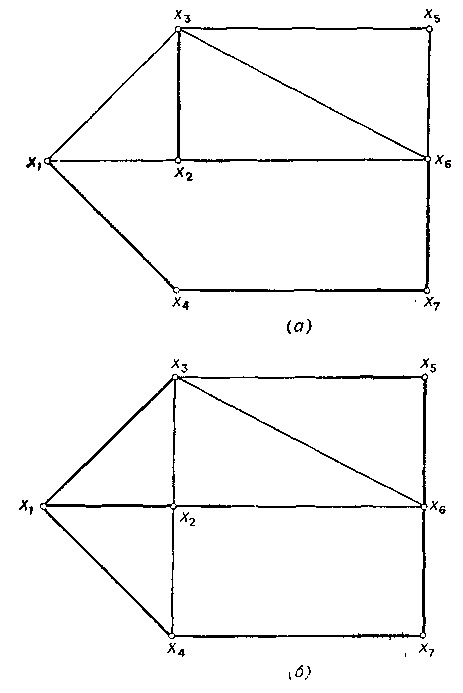 x₃ x₅
x₁ x₂ x₆
x₄ x₇
(а)
x₃ x₅
x₁ x₂ x₆
x₄ x₇
(б)